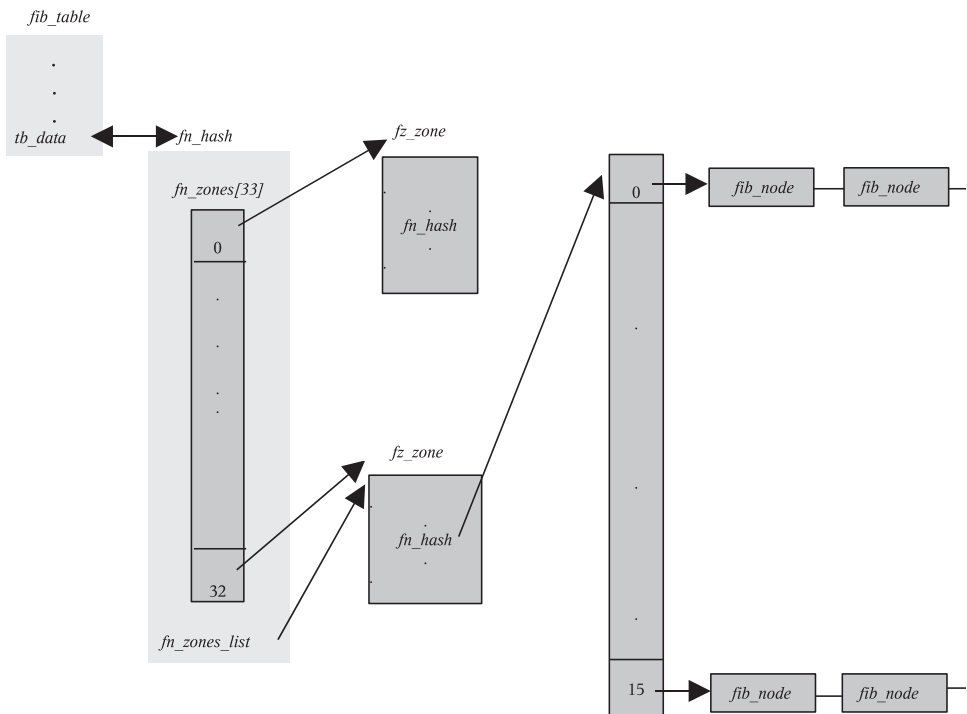 fib_table
tb_data
fn_hash
fn_zones[33]
0
32
fn_zones_list
fz_zone
fn_hash
fz_zone
fn_hash
0
fib_node
fib_node
15
fib_node
fib_node